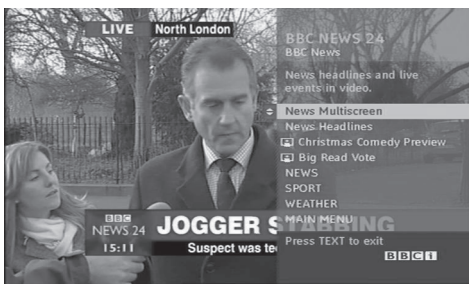 LIVE North London
BBC NEWS 24
BBC News
News headlines and live
events in video.
News Multiscreen
News Headlines
Christmas Comedy Preview
Big Read Vote
NEWS
SPORT
WEATHER
MAIN MENU
Press TEXT to exit
BBCi
BBC
NEWS 24
15:11
JOGGER STABBING
Suspect was